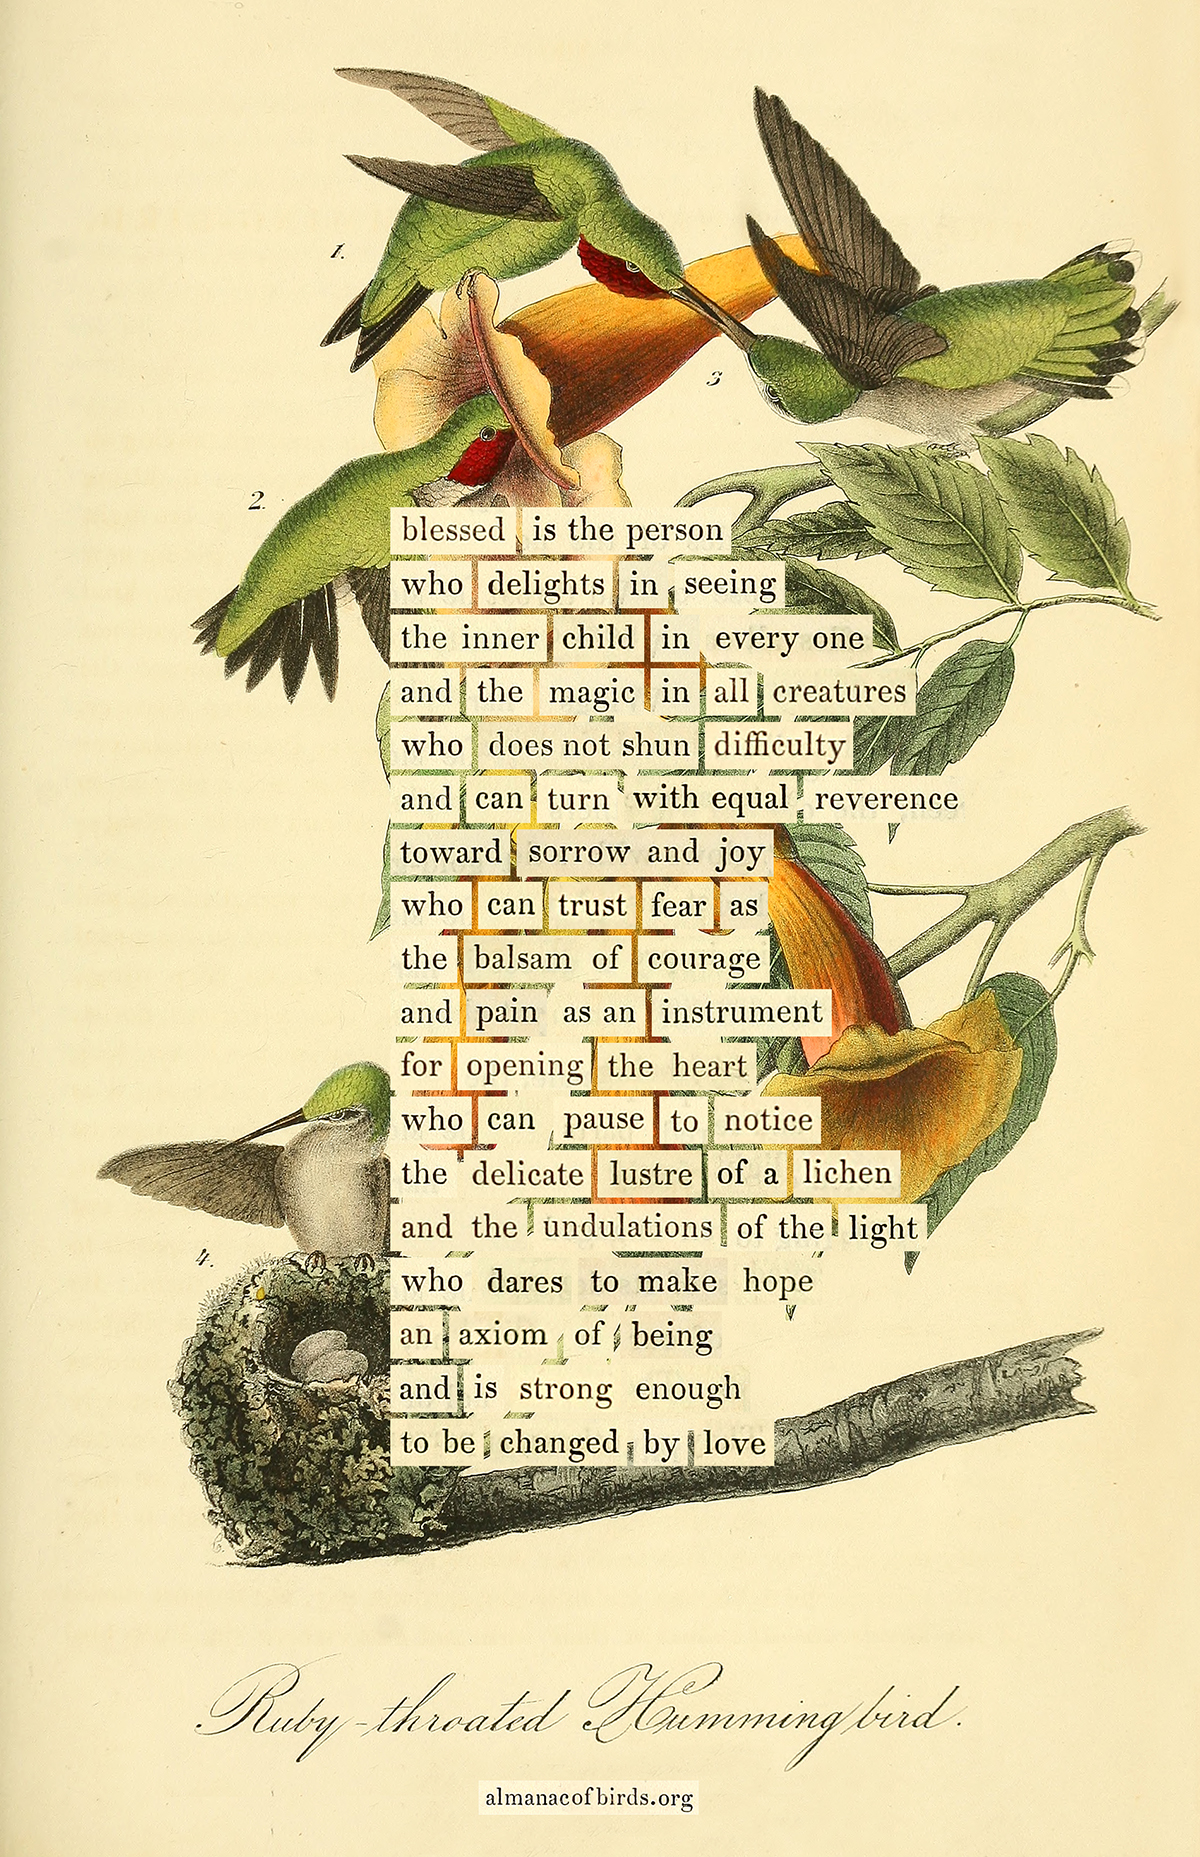 1.
3
2.
blessed is the person
who delights in seeing
the inner child in every one
and the magic in all creatures
who does not shun difficulty
and can turn with equal reverence
toward sorrow and joy
who can trust fear as
the balsam of courage
and pain as an instrument
for opening the heart
who can pause to notice
the delicate lustre of a lichen
and the undulations of the light
who dares to make hope
an axiom of being
and is strong enough
to be changed by love
4.
Ruby-throated Humming bird.
almanacofbirds.org